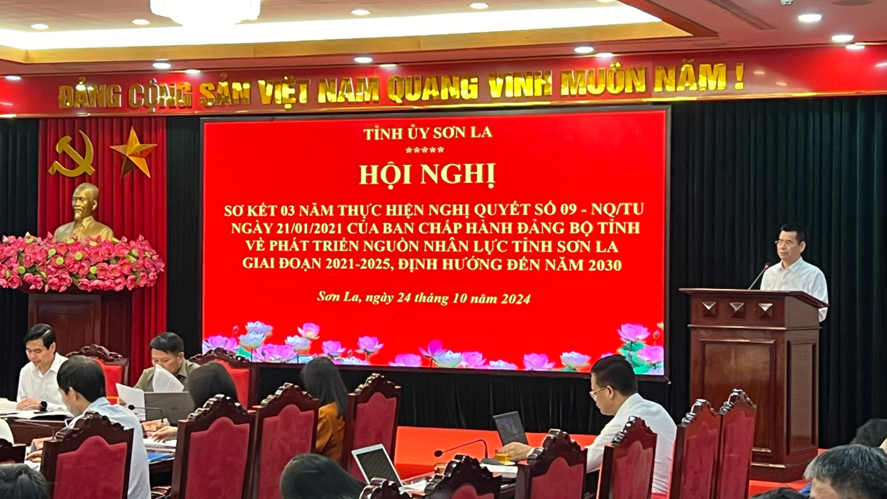 ĐẢNG CỘNG SẢN VIỆT NAM QUANG VINH MUÔN NĂM !
TỈNH ỦY SƠN LA
*****
HỘI NGHỊ
SƠ KẾT 03 NĂM THỰC HIỆN NGHỊ QUYẾT SỐ 09 - NQ/TU
NGÀY 21/01/2021 CỦA BAN CHẤP HÀNH ĐẢNG BỘ TỈNH
VỀ PHÁT TRIỂN NGUỒN NHÂN LỰC TỈNH SƠN LA
GIAI ĐOẠN 2021-2025, ĐỊNH HƯỚNG ĐẾN NĂM 2030
Sơn La, ngày 24 tháng 10 năm 2024